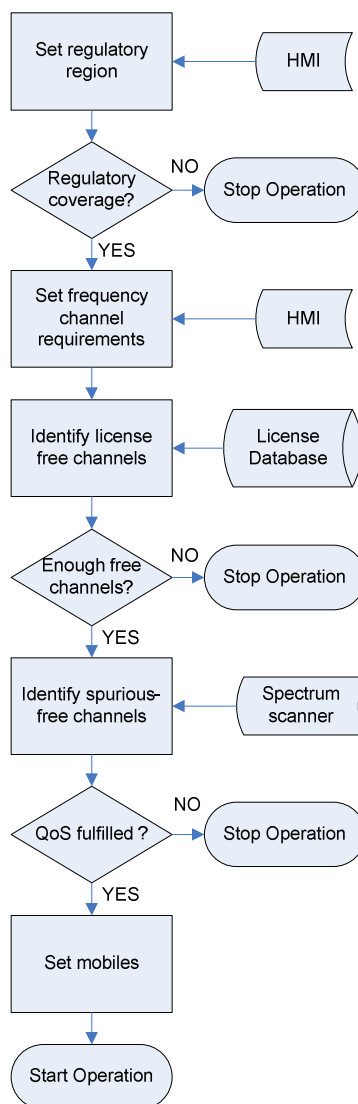 Set regulatory
region
HMI
Regulatory
coverage?
NO
Stop Operation
YES
Set frequency
channel
requirements
HMI
Identify license
free channels
License
Database
Enough free
channels?
NO
Stop Operation
YES
Identify spurious-
free channels
Spectrum
scanner
QoS fulfilled ?
NO
Stop Operation
YES
Set mobiles
Start Operation